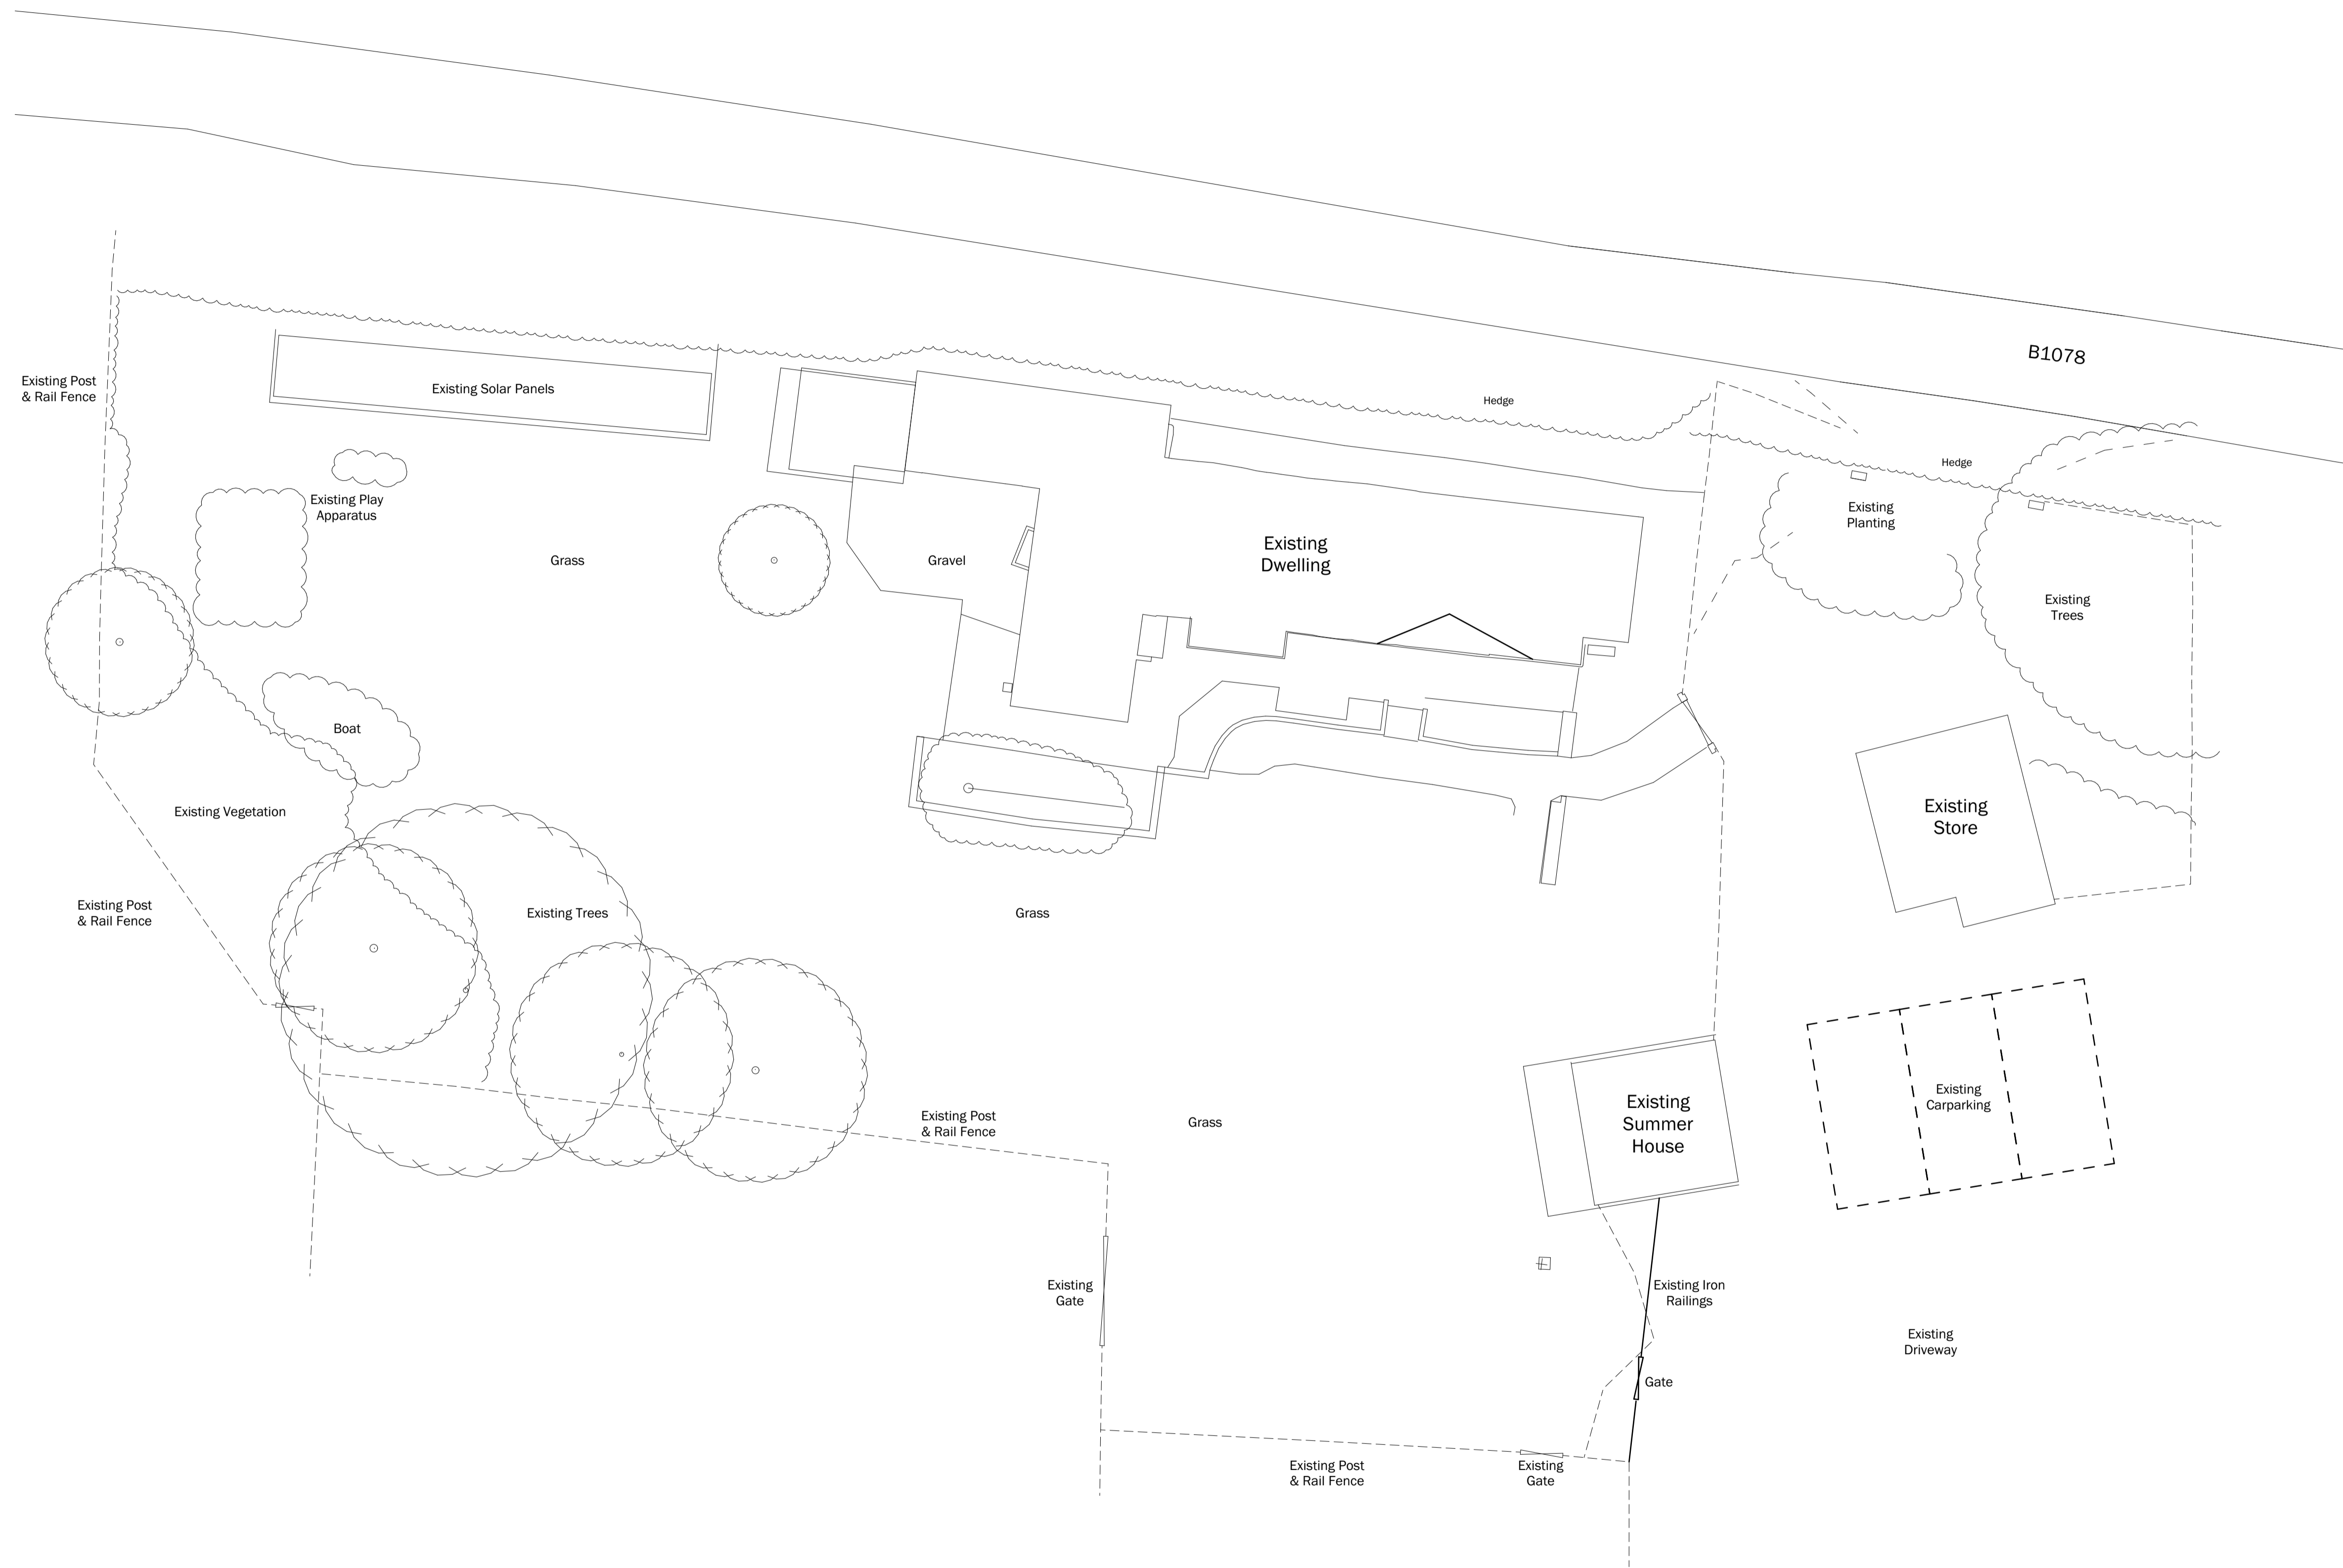 B1078
Existing Post
& Rail Fence
Existing Solar Panels
Hedge
Hedge
Existing Play
Apparatus
Existing
Planting
Grass
Gravel
Existing
Dwelling
Existing
Trees
Boat
Existing Vegetation
Existing
Store
Existing Post
& Rail Fence
Existing Trees
Grass
Existing Post
& Rail Fence
Grass
Existing
Summer
House
Existing
Carparking
Existing
Gate
Existing Iron
Railings
Existing
Driveway
Gate
Existing Post
& Rail Fence
Existing
Gate